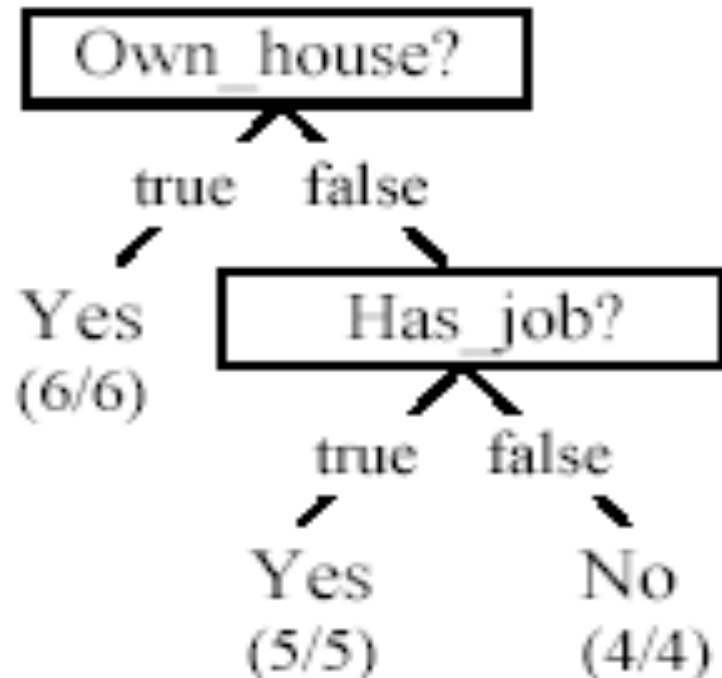 Own_house?
true false
Yes
(6/6)
Has_job?
true false
Yes No
(5/5) (4/4)